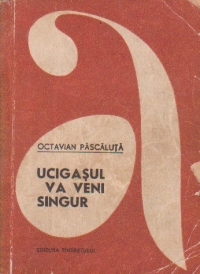 a
OCTAVIAN PĂSCĂLUȚĂ
UCIGAȘUL
VA VENI
SINGUR
EDITURA TINERETULUI